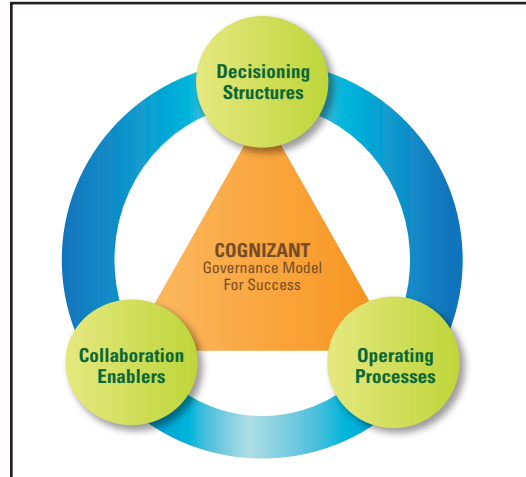 Decisioning
Structures
COGNIZANT
Governance Model
For Success
Collaboration
Enablers
Operating
Processes